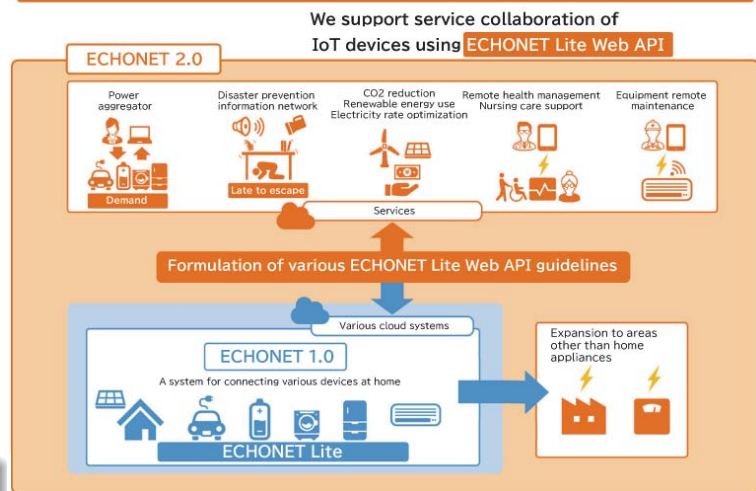 We support service collaboration of
IoT devices using ECHONET Lite Web API
ECHONET 2.0
Power
aggregator
Demand
Disaster prevention
information network
Late to escape
CO2 reduction
Renewable energy use
Electricity rate optimization
Remote health management
Nursing care support
Equipment remote
maintenance
Services
Formulation of various ECHONET Lite Web API guidelines
Various cloud systems
ECHONET 1.0
A system for connecting various devices at home
ECHONET Lite
Expansion to areas
other than home
appliances